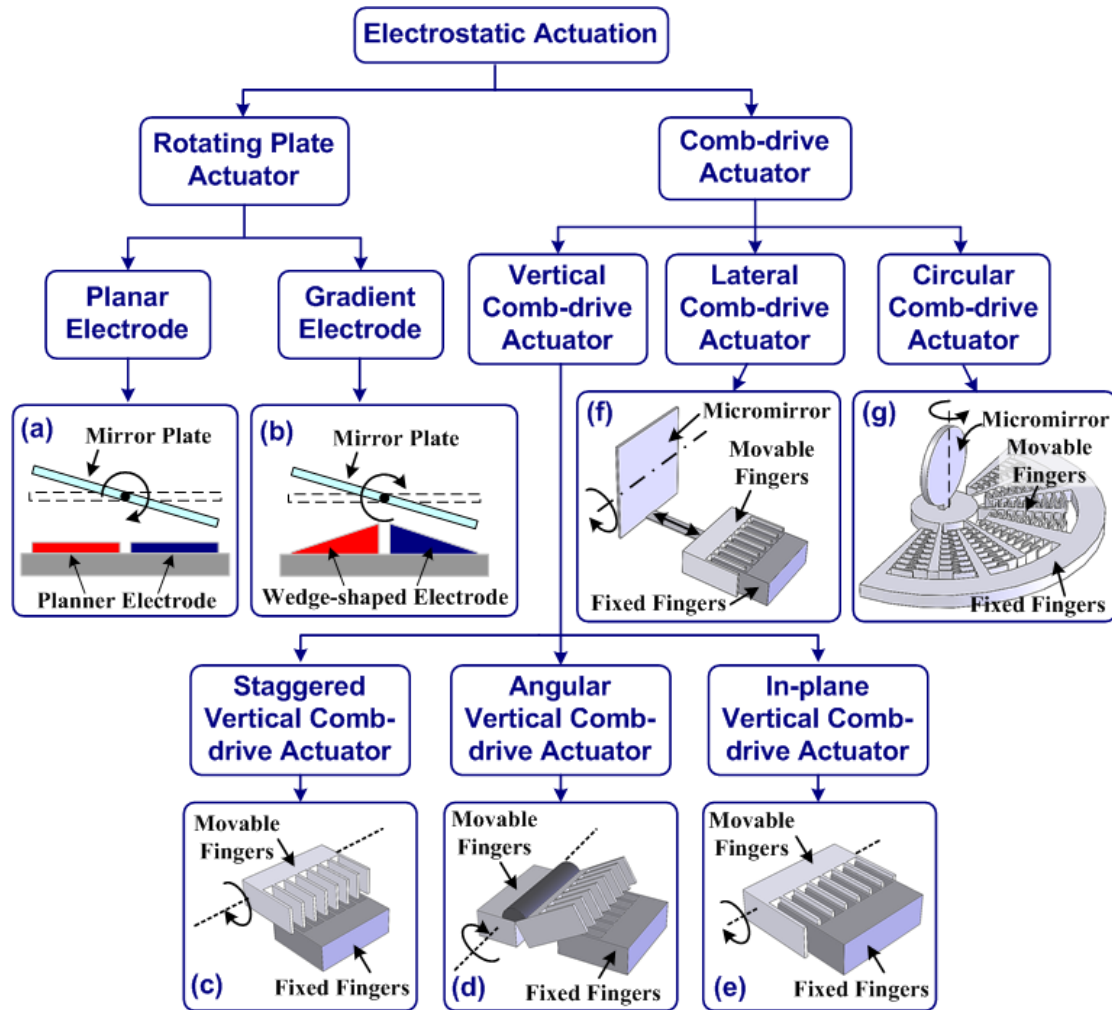 Electrostatic Actuation
Rotating Plate
Actuator
Comb-drive
Actuator
Planar
Electrode
Gradient
Electrode
Vertical
Comb-drive
Actuator
Lateral
Comb-drive
Actuator
Circular
Comb-drive
Actuator
(a)
Mirror Plate
Planner Electrode
(b)
Mirror Plate
Wedge-shaped Electrode
(f)
Micromirror
Movable
Fingers
Fixed Fingers
(g)
Micromirror
Movable
Fingers
Fixed Fingers
Staggered
Vertical Comb-
drive Actuator
Angular
Vertical Comb-
drive Actuator
In-plane
Vertical Comb-
drive Actuator
Movable
Fingers
Fixed Fingers
(c)
Movable
Fingers
Fixed Fingers
(d)
Movable
Fingers
Fixed Fingers
(e)